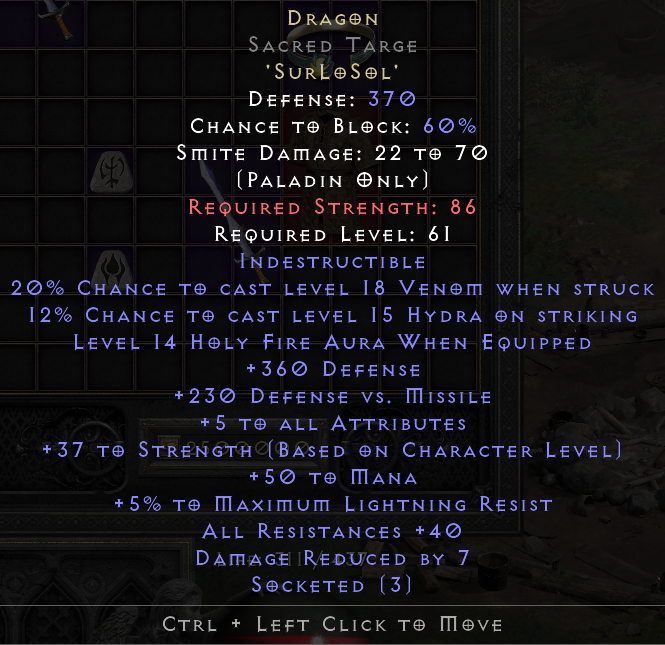 Dragon
Sacred Targe
'SurLoSol'
Defense: 370
Chance to Block: 60%
Smite Damage: 22 to 70
(Paladin Only)
Required Strength: 86
Required Level: 61
Indestructible
20% Chance to cast level 18 Venom when struck
12% Chance to cast level 15 Hydra on striking
Level 14 Holy Fire Aura When Equipped
+360 Defense
+230 Defense vs. Missile
+5 to all Attributes
+37 to Strength (Based on Character Level)
+50 to Mana
+5% to Maximum Lightning Resist
All Resistances +40
Damage Reduced by 7
Socketed (3)
Ctrl + Left Click to Move